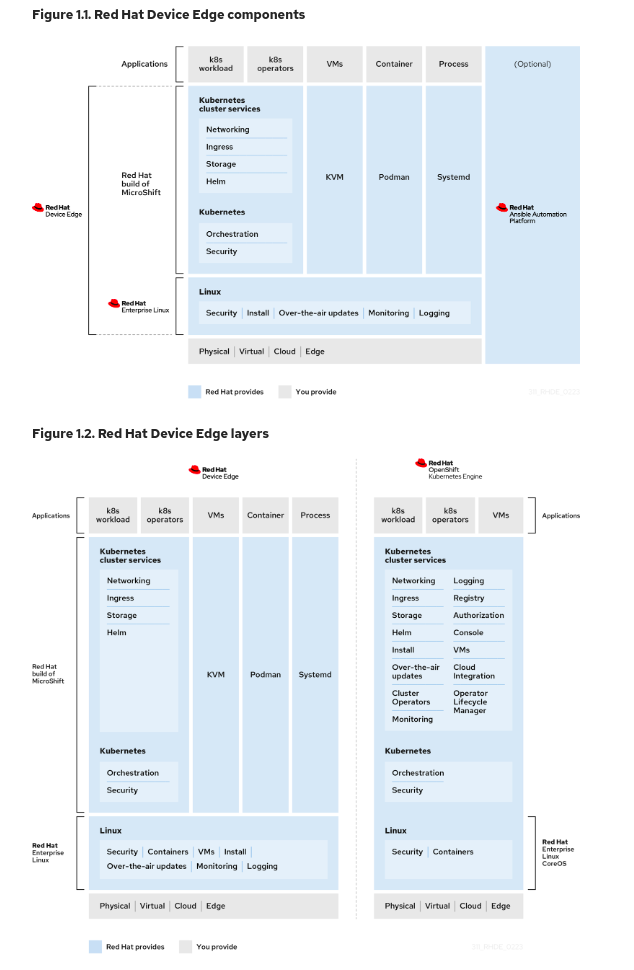 Figure 1.1. Red Hat Device Edge components
Applications
k8s
workload
k8s
operators
VMs
Container
Process
(Optional)
Kubernetes
cluster services
Networking
Ingress
Storage
Helm
Red Hat
build of
MicroShift
KVM
Podman
Systemd
Red Hat
Device Edge
Red Hat
Ansible Automation
Platform
Kubernetes
Orchestration
Security
Red Hat
Enterprise Linux
Linux
Security | Install | Over-the-air updates | Monitoring | Logging
Physical | Virtual | Cloud | Edge
Red Hat provides
You provide
Figure 1.2. Red Hat Device Edge layers
Red Hat
Device Edge
Red Hat
OpenShift
Kubernetes Engine
Applications
k8s
workload
k8s
operators
VMs
Container
Process
k8s
workload
k8s
operators
VMs
Applications
Kubernetes
cluster services
Networking
Ingress
Storage
Helm
Red Hat
build of
MicroShift
KVM
Podman
Systemd
Kubernetes
Orchestration
Security
Kubernetes
cluster services
Networking
Ingress
Storage
Helm
Install
Over-the-air
updates
Cluster
Operators
Monitoring
Logging
Registry
Authorization
Console
VMs
Cloud
Integration
Operator
Lifecycle
Manager
Kubernetes
Orchestration
Security
Red Hat
Enterprise
Linux
Linux
Security | Containers | VMs | Install |
Over-the-air updates | Monitoring | Logging
Linux
Security | Containers
Red Hat
Enterprise
Linux
CoreOS
Physical | Virtual | Cloud | Edge
Physical | Virtual | Cloud | Edge
Red Hat provides
You provide